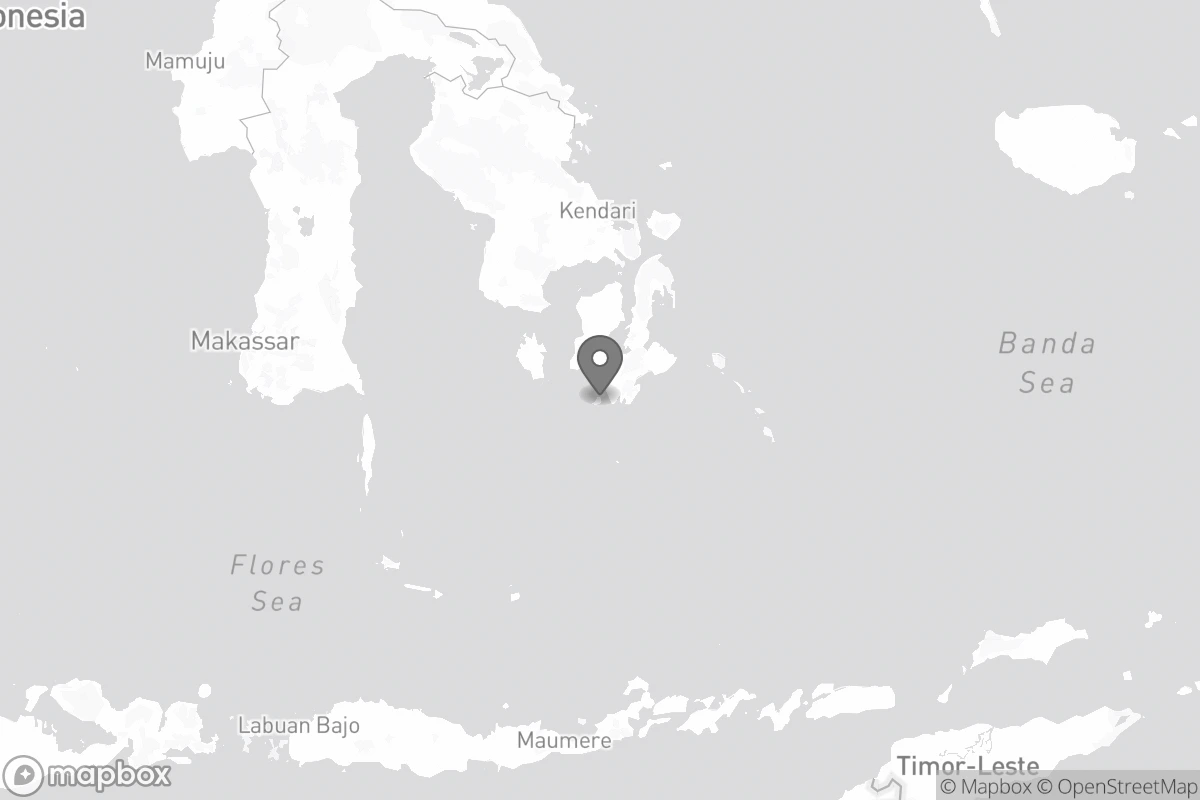 onesia
Mamuju
Kendari
Makassar
Banda
Sea
Flores
Sea
Labuan Bajo
Maumere
Timor-Leste
mapbox
© Mapbox © OpenStreetMap